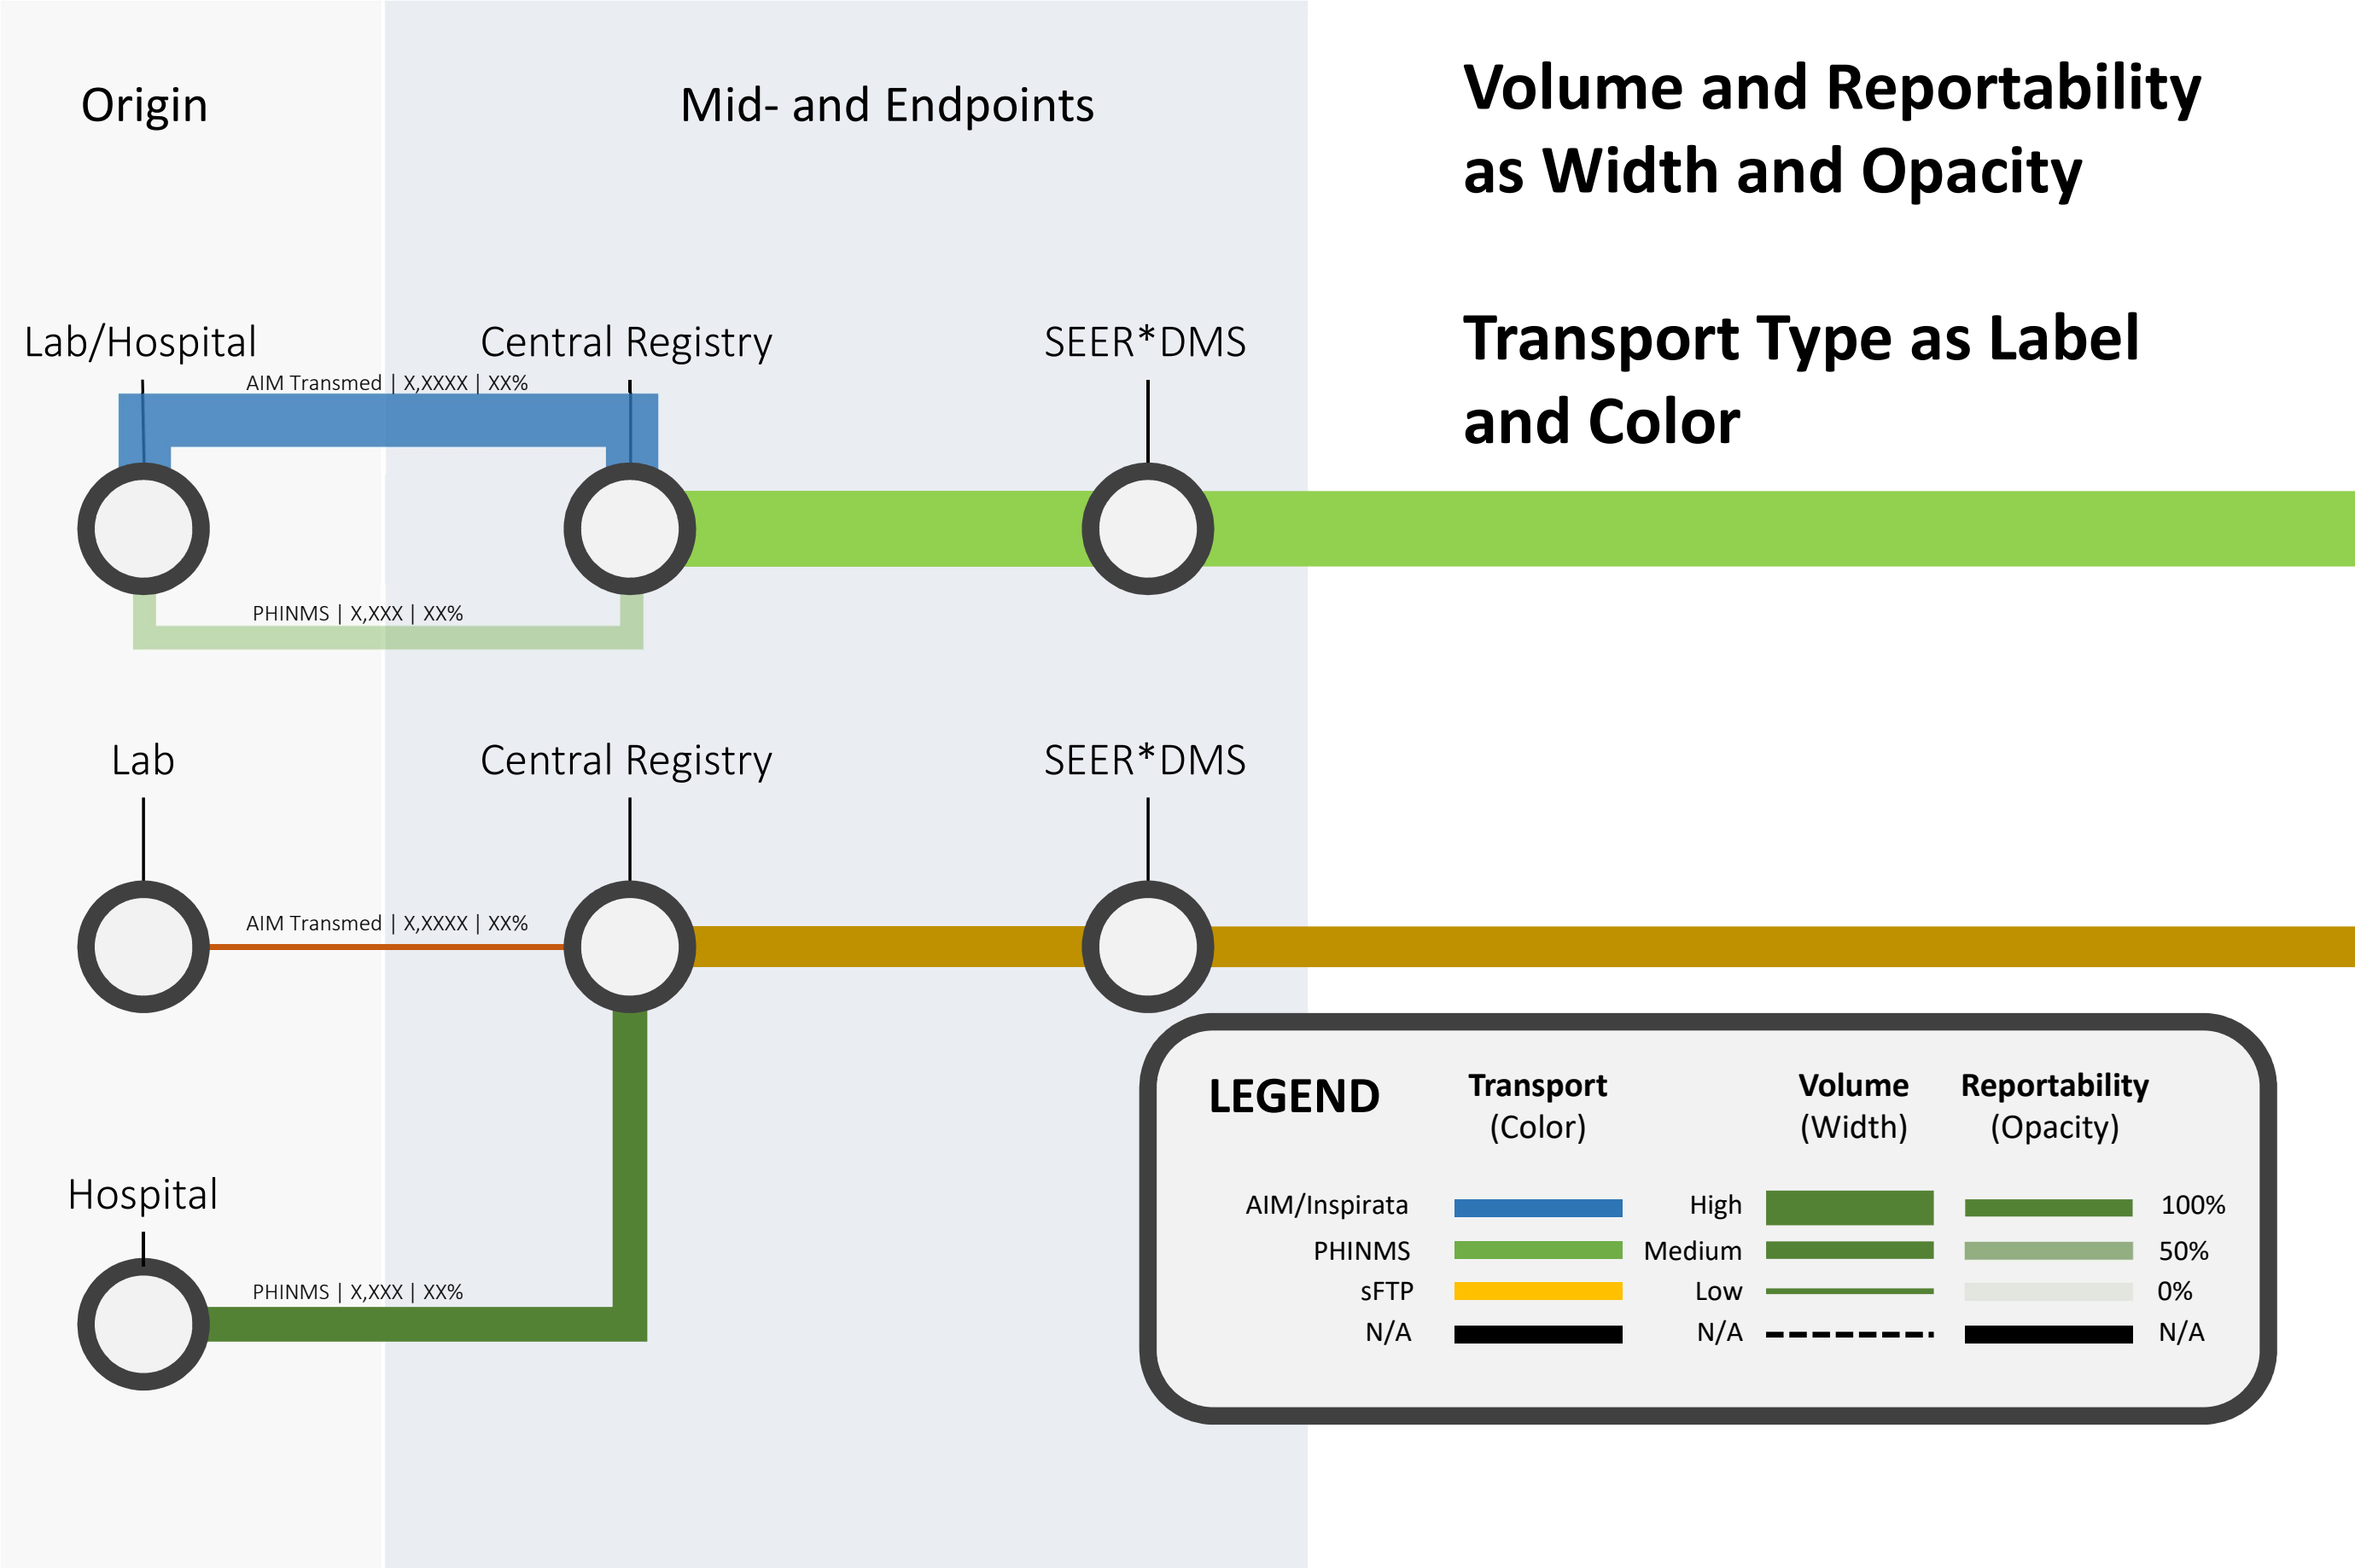 Origin
Mid- and Endpoints
Volume and Reportability
as Width and Opacity
Transport Type as Label
and Color
Lab/Hospital
Central Registry
SEER*DMS
AIM Transmed | X,XXXX | XX%
PHINMS | X,XXX | XX%
Lab
Central Registry
SEER*DMS
AIM Transmed | X,XXXX | XX%
Hospital
PHINMS | X,XXX | XX%
LEGEND
Transport
(Color)
Volume
(Width)
Reportability
(Opacity)
AIM/Inspirata
High
100%
PHINMS
Medium
50%
sFTP
Low
0%
N/A
N/A
N/A